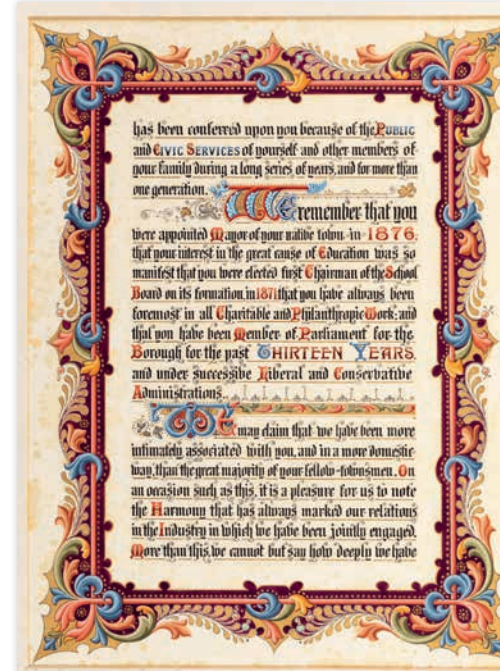 has been conferred upon you because of the PUBLIC
and CIVIC SERVICES of yourself and other members of
your family during a long series of years, and for more than
one generation.
We remember that you
were appointed Mayor of your native town in 1876;
that your interest in the great cause of Education was so
manifest that you were elected first Chairman of the School
Board on its formation in 1871 that you have always been
foremost in all Charitable and Philanthropic Work; and
that you have been Member of Parliament for the
Borough for the past THIRTEEN YEARS,
and under successive Liberal and Conservative
Administrations.
We may claim that we have been more
intimately associated with you, and in a more domestic
way, than the great majority of your fellow-townsmen. On
an occasion such as this, it is a pleasure for us to note
the Harmony that has always marked our relations
in the Industry in which we have been jointly engaged.
More than this, we cannot but say how deeply we have